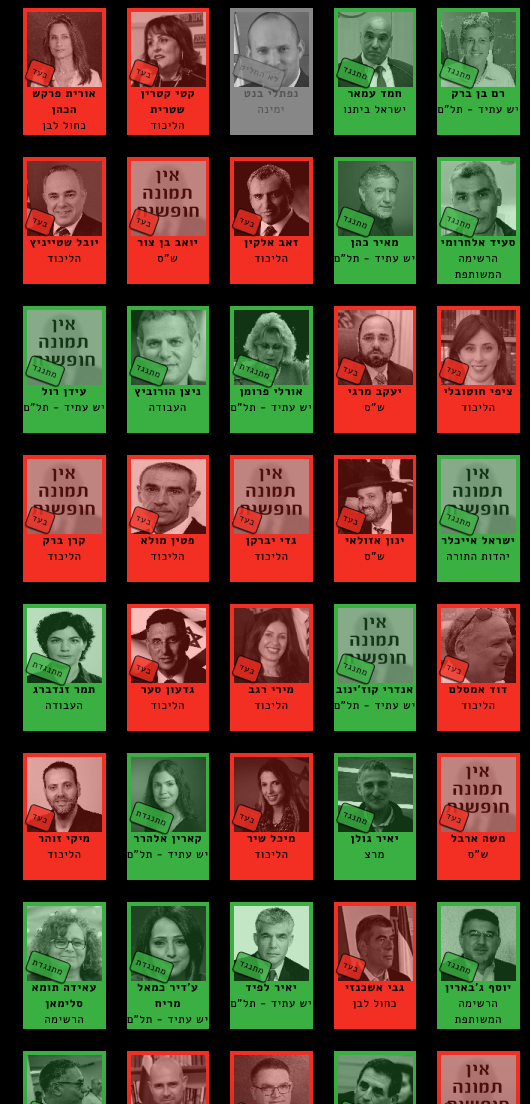 בעד
אורית פרקש
הכהן
כחול לבן
בעד
קטי קטרין
שטרית
הליכוד
לא החליט
נפתלי בנט
ימינה
מתנגד
חמד עמאר
ישראל ביתנו
מתנגד
רם בן ברק
יש עתיד - תל"ם
בעד
יובל שטייניץ
הליכוד
אין
תמונה
חופשית
בעד
יואב בן צור
ש"ס
בעד
זאב אלקין
הליכוד
מתנגד
מאיר כהן
יש עתיד - תל"ם
מתנגד
סעיד אלחרומי
הרשימה
המשותפת
אין
תמונה
חופשית
מתנגד
עידן רול
יש עתיד - תל"ם
מתנגד
ניצן הורוביץ
העבודה
מתנגדת
אורלי פרומן
יש עתיד - תל"ם
בעד
יעקב מרגי
ש"ס
בעד
ציפי חוטובלי
הליכוד
אין
תמונה
חופשית
בעד
קרן ברק
הליכוד
בעד
פטין מולא
הליכוד
אין
תמונה
חופשית
בעד
גדי יברקן
הליכוד
בעד
ינון אזולאי
ש"ס
אין
תמונה
חופשית
מתנגד
ישראל אייכלר
יהדות התורה
מתנגדת
תמר זנדברג
העבודה
בעד
גדעון סער
הליכוד
בעד
מירי רגב
הליכוד
אין
תמונה
חופשית
מתנגד
אנדרי קוז'ינוב
יש עתיד - תל"ם
בעד
דוד אמסלם
הליכוד
בעד
מיקי זוהר
הליכוד
מתנגדת
קארין אלהרר
יש עתיד - תל"ם
בעד
מיכל שיר
הליכוד
מתנגד
יאיר גולן
מרצ
אין
תמונה
חופשית
בעד
משה ארבל
ש"ס
מתנגדת
עאידה תומא
סלימאן
הרשימה
מתנגדת
ע'דיר כמאל
מריח
יש עתיד - תל"ם
מתנגד
יאיר לפיד
יש עתיד - תל"ם
בעד
גבי אשכנזי
כחול לבן
מתנגד
יוסף ג'בארין
הרשימה
המשותפת
אין
תמונה
חופשית